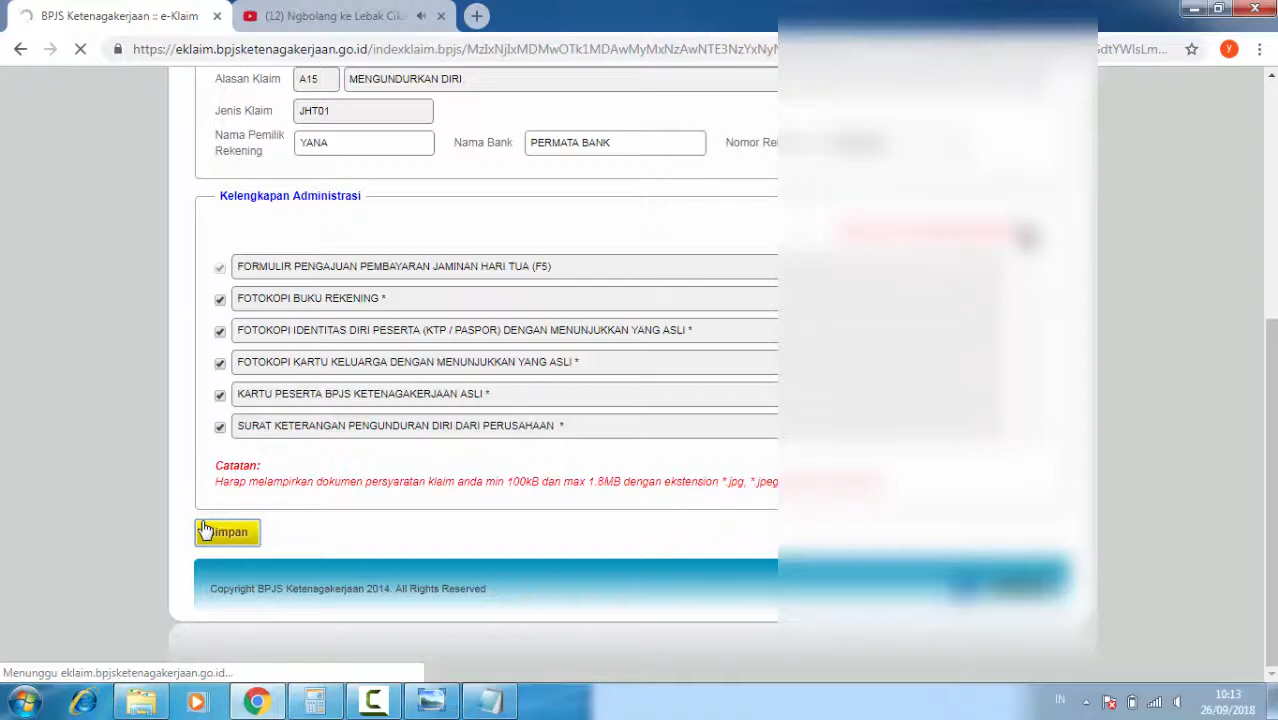 BPJS Ketenagakerjaan :: e-Klaim
(12) Ngbolang ke Lebak Cik
https://eklaim.bpjsketenagakerjaan.go.id/indexklaim.bpjs/
Alasan Klaim A15 MENGUNDURKAN DIRI
Jenis Klaim JHT01
Nama Pemilik Rekening YANA Nama Bank PERMATA BANK Nomor Re
Kelengkapan Administrasi
FORMULIR PENGAJUAN PEMBAYARAN JAMINAN HARI TUA (F5)
FOTOKOPI BUKU REKENING *
FOTOKOPI IDENTITAS DIRI PESERTA (KTP / PASPOR) DENGAN MENUNJUKKAN YANG ASLI *
FOTOKOPI KARTU KELUARGA DENGAN MENUNJUKKAN YANG ASLI *
KARTU PESERTA BPJS KETENAGAKERJAAN ASLI *
SURAT KETERANGAN PENGUNDURAN DIRI DARI PERUSAHAAN *
Catatan:
Harap melampirkan dokumen persyaratan klaim anda min 100kB dan max 1.8MB dengan ekstension *.jpg, *.jpeg
impan
Copyright BPJS Ketenagakerjaan 2014. All Rights Reserved
Menunggu eklaim.bpjsketenagakerjaan.go.id...
IN
10:13
26/09/2018